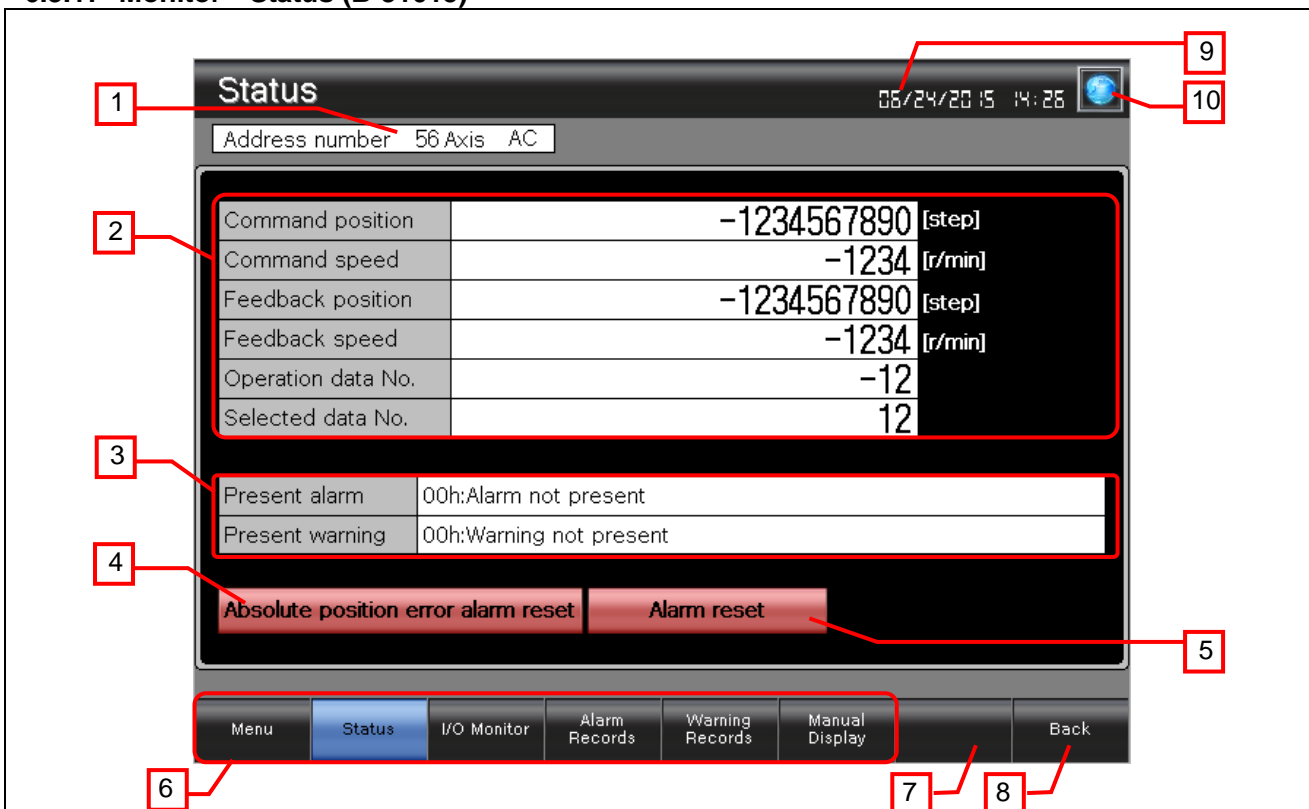 9
Status
06/24/2015 14:26
1
10
Address number 56 Axis AC
2
Command position -1234567890 [step]
Command speed -1234 [r/min]
Feedback position -1234567890 [step]
Feedback speed -1234 [r/min]
Operation data No. -12
Selected data No. 12
3
Present alarm 00h:Alarm not present
Present warning 00h:Warning not present
4
Absolute position error alarm reset Alarm reset
5
Menu Status I/O Monitor Alarm Records Warning Records Manual Display Back
6 7 8